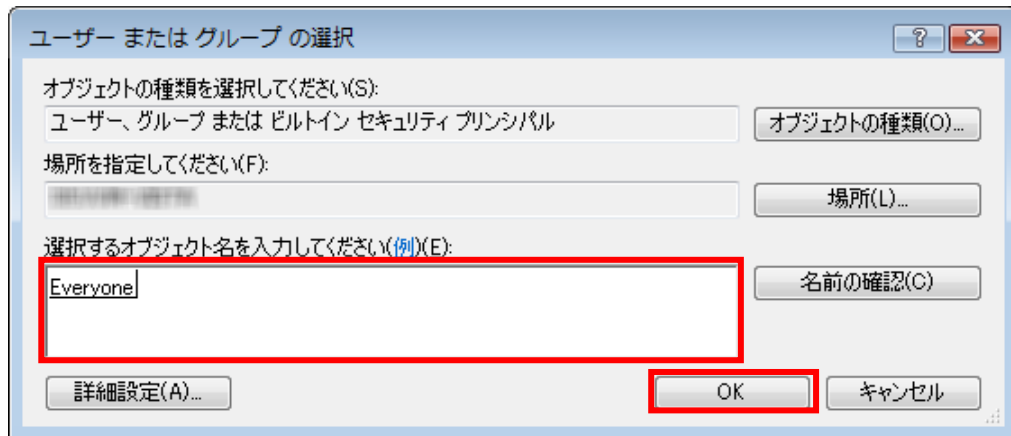 ユーザー または グループ の選択
オブジェクトの種類を選択してください(S):
ユーザー、グループ または ビルトイン セキュリティ プリンシパル
オブジェクトの種類(O)...
場所を指定してください(F):
場所(L)...
選択するオブジェクト名を入力してください(例)(E):
Everyone
名前の確認(C)
詳細設定(A)...
OK
キャンセル